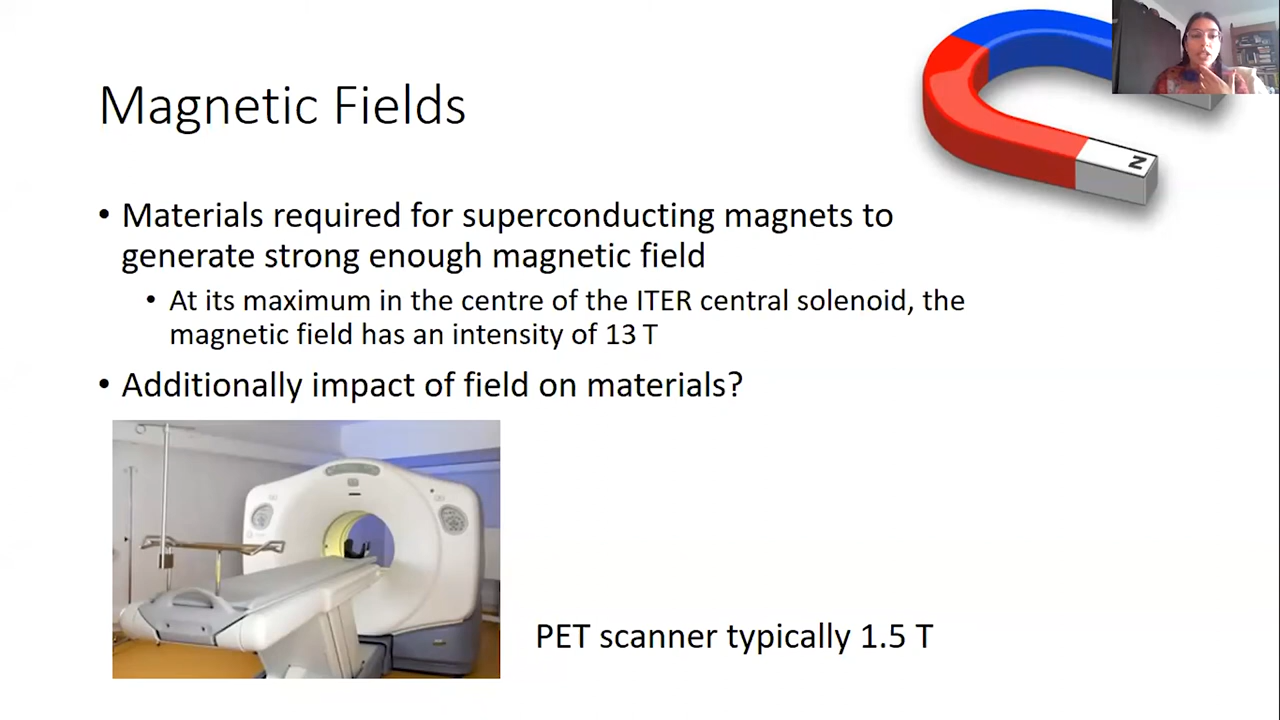 Magnetic Fields
N
• Materials required for superconducting magnets to
generate strong enough magnetic field
• At its maximum in the centre of the ITER central solenoid, the
magnetic field has an intensity of 13 T
• Additionally impact of field on materials?
PET scanner typically 1.5 T